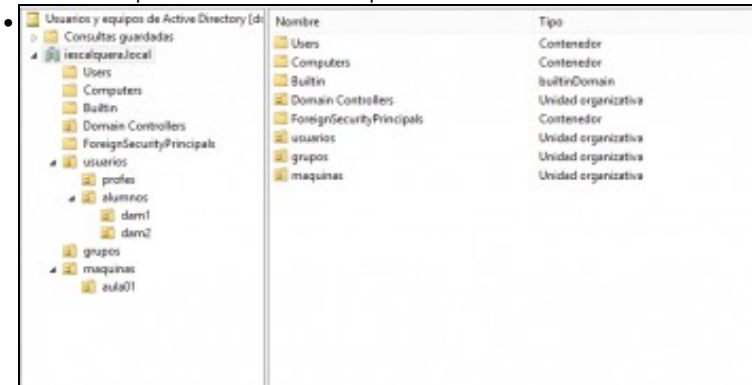 Usuarios y equipos de Active Directory [d
Consultas guardadas
iescalquera.local
Users
Computers
Builtin
Domain Controllers
ForeignSecurityPrincipals
usuarios
profes
alumnos
dam1
dam2
grupos
maquinas
aula01
Nombre Tipo
Users Contenedor
Computers Contenedor
Builtin builtinDomain
Domain Controllers Unidad organizativa
ForeignSecurityPrincipals Contenedor
usuarios Unidad organizativa
grupos Unidad organizativa
maquinas Unidad organizativa